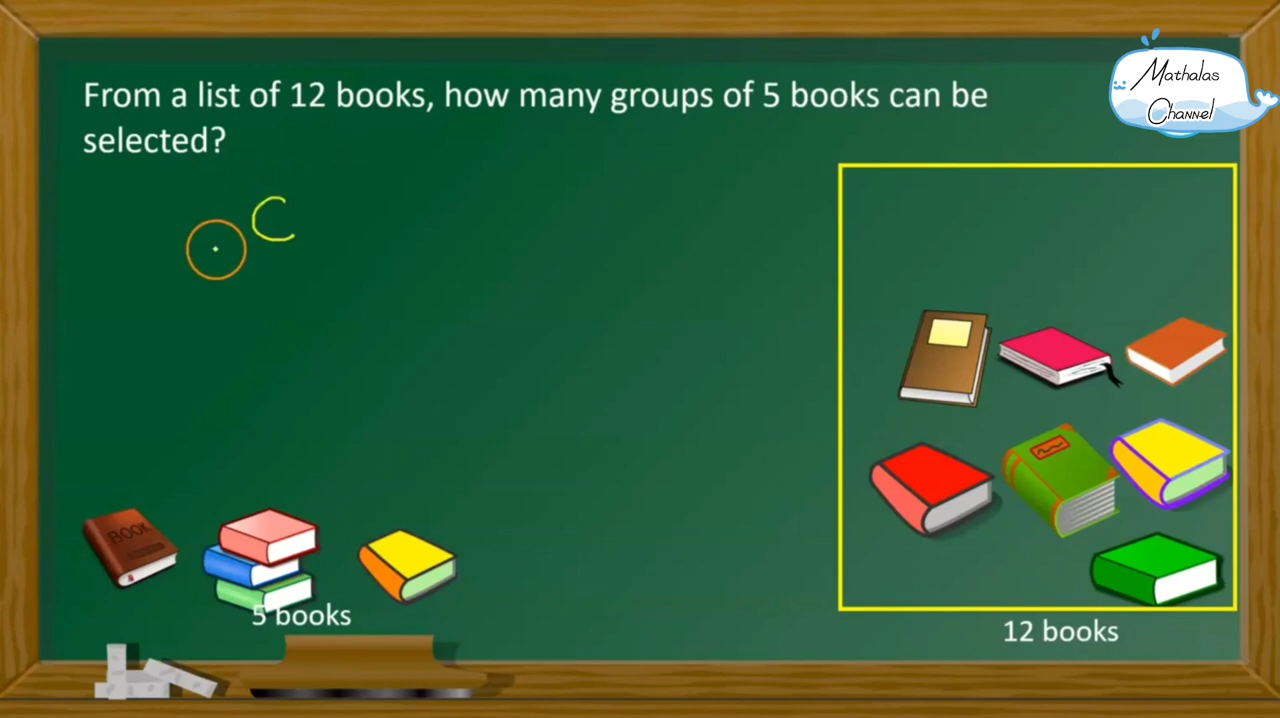 From a list of 12 books, how many groups of 5 books can be
selected?
Mathalas
Channel
C
BOOK
5 books
12 books